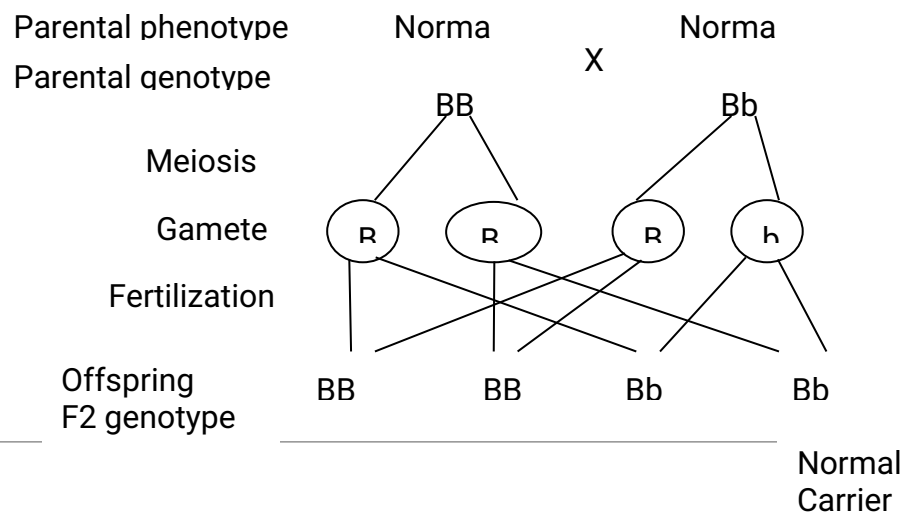 Parental phenotype Norma Norma
X
Parental genotype
BB Bb
Meiosis
Gamete B B B b
Fertilization
Offspring
F2 genotype
BB BB Bb Bb
Normal
Carrier